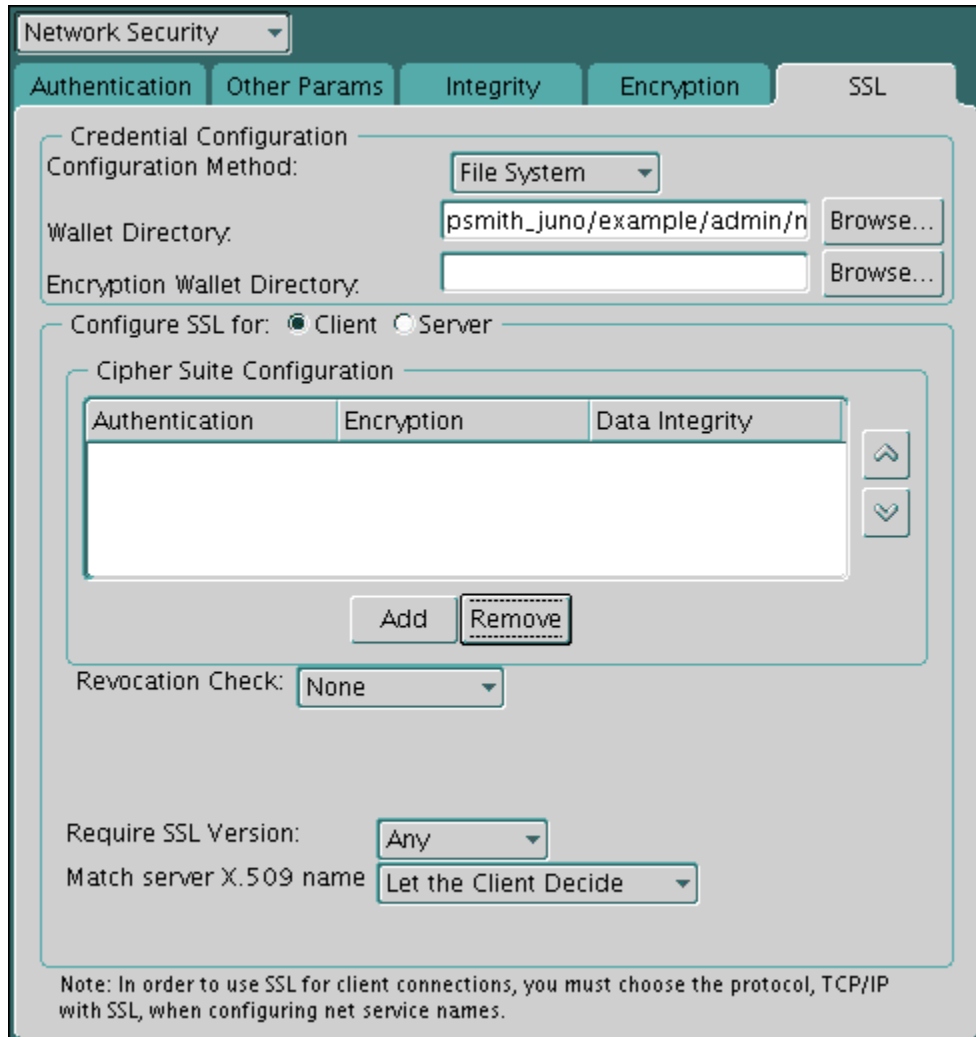 Network Security
Authentication Other Params Integrity Encryption SSL
Credential Configuration
Configuration Method: File System
Wallet Directory: psmith_juno/example/admin/n Browse...
Encryption Wallet Directory: Browse...
Configure SSL for: Client Server
Cipher Suite Configuration
Authentication Encryption Data Integrity
Add Remove
Revocation Check: None
Require SSL Version: Any
Match server X.509 name Let the Client Decide
Note: In order to use SSL for client connections, you must choose the protocol, TCP/IP
with SSL, when configuring net service names.